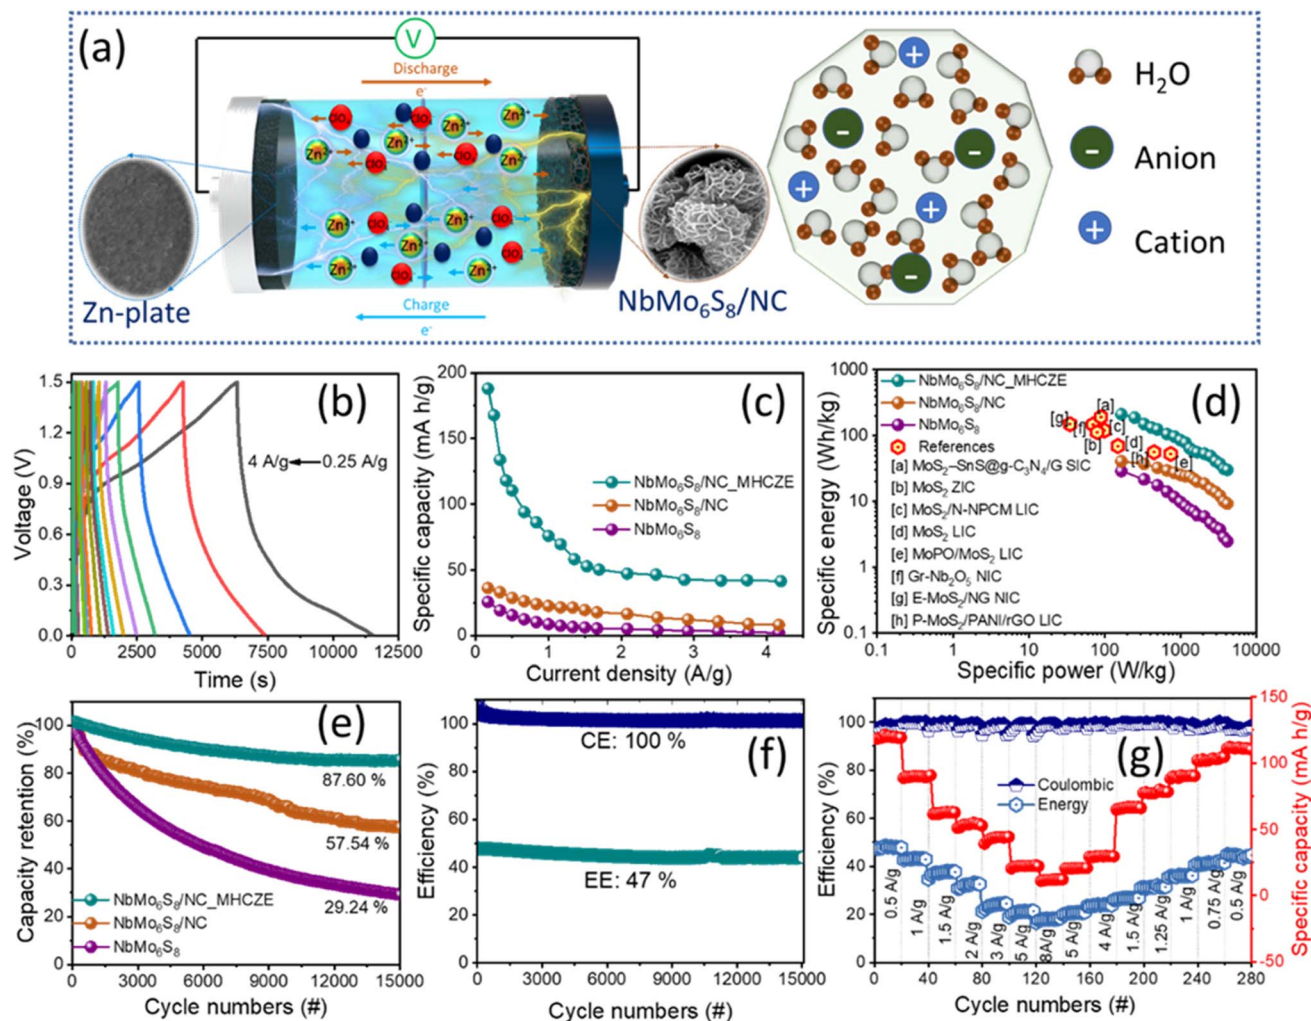 (a)
V
Discharge
e⁻
Zn²⁺
ClO₄
Zn-plate
NbMo₆S₈/NC
Charge
e⁻
H₂O
Anion
Cation
+
-
(b)
1.5
1.2
0.9
0.6
0.3
0.0
Voltage (V)
4 A/g←0.25 A/g
0 2500 5000 7500 10000 12500
Time (s)
(c)
200
150
100
50
0
Specific capacity (mA h/g)
NbMo₆S₈/NC_MHCZE
NbMo₆S₈/NC
NbMo₆S₈
0 1 2 3 4
Current density (A/g)
(d)
1000
100
10
1
0.1
Specific energy (Wh/kg)
NbMo₆S₈/NC_MHCZE
NbMo₆S₈/NC
NbMo₆S₈
References
[a] MoS₂–SnS@g-C₃N₄/G SIC
[b] MoS₂ ZIC
[c] MoS₂/N-NPCM LIC
[d] MoS₂ LIC
[e] MoPO/MoS₂ LIC
[f] Gr-Nb₂O₅ NIC
[g] E-MoS₂/NG NIC
[h] P-MoS₂/PANI/rGO LIC
[a]
[g]
[f]
[c]
[b]
[d]
[h]
[e]
0.1 1 10 100 1000 10000
Specific power (W/kg)
(e)
100
80
60
40
20
0
Capacity retention (%)
87.60 %
57.54 %
29.24 %
NbMo₆S₈/NC_MHCZE
NbMo₆S₈/NC
NbMo₆S₈
0 3000 6000 9000 12000 15000
Cycle numbers (#)
(f)
100
80
60
40
20
0
Efficiency (%)
CE: 100 %
EE: 47 %
0 3000 6000 9000 12000 15000
Cycle numbers (#)
(g)
100
80
60
40
20
0
Efficiency (%)
Coulombic
Energy
0.5 A/g
1 A/g
1.5 A/g
2 A/g
3 A/g
5 A/g
8A/g
5 A/g
4 A/g
1.5 A/g
1.25 A/g
1 A/g
0.75 A/g
0.5 A/g
150
100
50
0
-50
Specific capacity (mA h/g)
0 40 80 120 160 200 240 280
Cycle numbers (#)